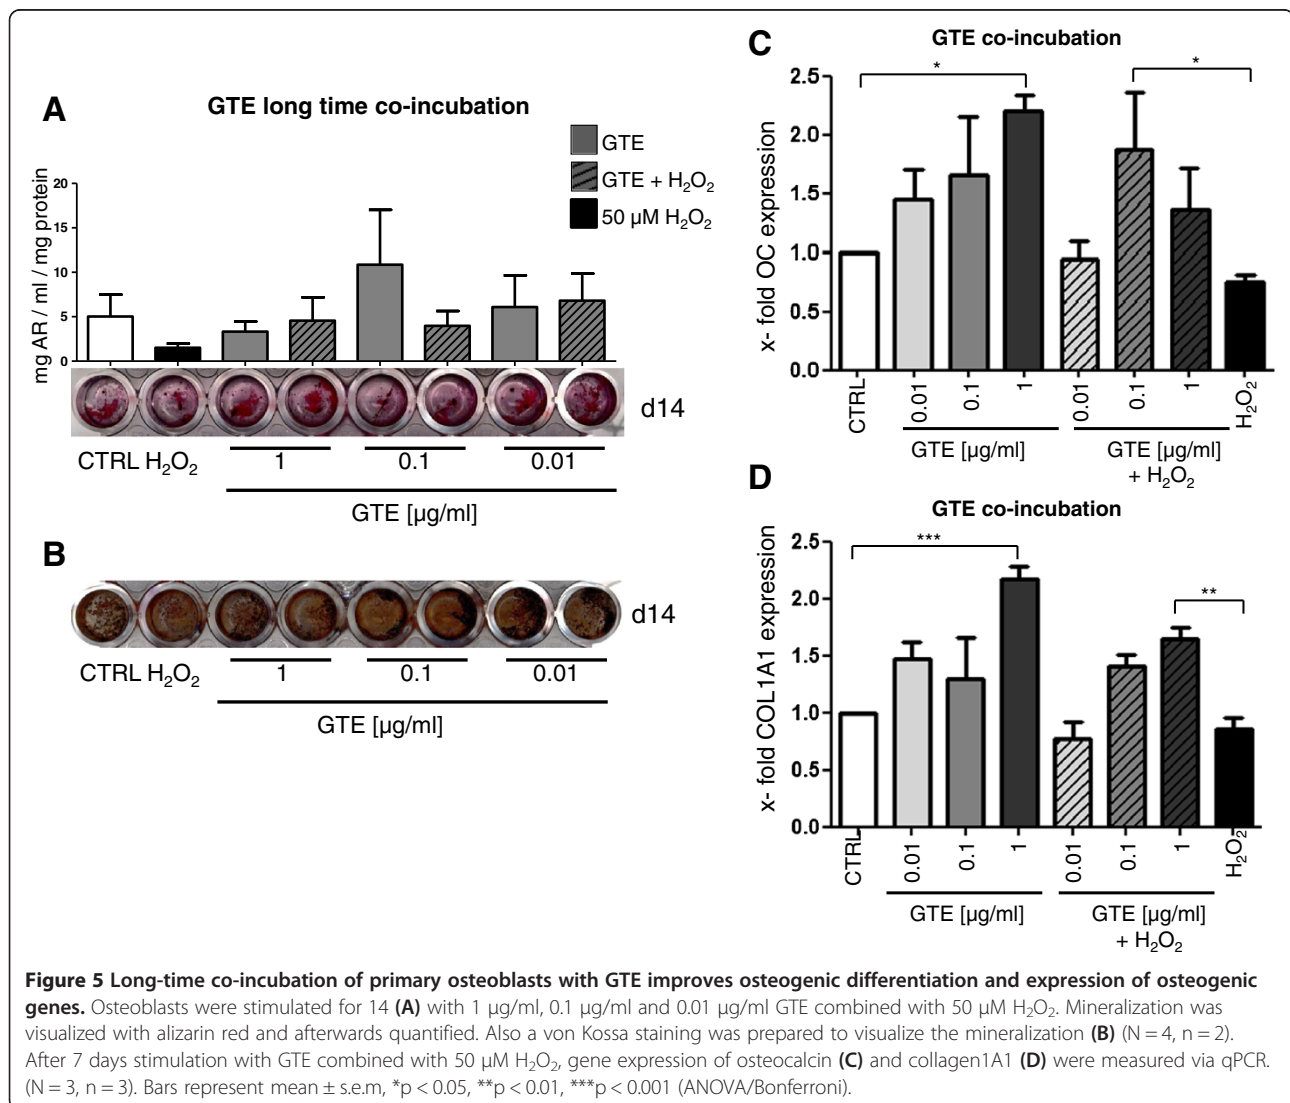 A
GTE long time co-incubation
GTE
GTE + H₂O₂
50 µM H₂O₂
mg AR / ml / mg protein
20
15
10
5
0
d14
CTRL H₂O₂ 1 0.1 0.01
GTE [µg/ml]
B
d14
CTRL H₂O₂ 1 0.1 0.01
GTE [µg/ml]
C
GTE co-incubation
x- fold OC expression
2.5
2.0
1.5
1.0
0.5
0.0
*
*
CTRL 0.01 0.1 1 0.01 0.1 1 H₂O₂
GTE [µg/ml] GTE [µg/ml]
+ H₂O₂
D
GTE co-incubation
x- fold COL1A1 expression
2.5
2.0
1.5
1.0
0.5
0.0
***
**
CTRL 0.01 0.1 1 0.01 0.1 1 H₂O₂
GTE [µg/ml] GTE [µg/ml]
+ H₂O₂
Figure 5 Long-time co-incubation of primary osteoblasts with GTE improves osteogenic differentiation and expression of osteogenic
genes. Osteoblasts were stimulated for 14 (A) with 1 µg/ml, 0.1 µg/ml and 0.01 µg/ml GTE combined with 50 µM H₂O₂. Mineralization was
visualized with alizarin red and afterwards quantified. Also a von Kossa staining was prepared to visualize the mineralization (B) (N = 4, n = 2).
After 7 days stimulation with GTE combined with 50 µM H₂O₂, gene expression of osteocalcin (C) and collagen1A1 (D) were measured via qPCR.
(N = 3, n = 3). Bars represent mean ± s.e.m, *p < 0.05, **p < 0.01, ***p < 0.001 (ANOVA/Bonferroni).